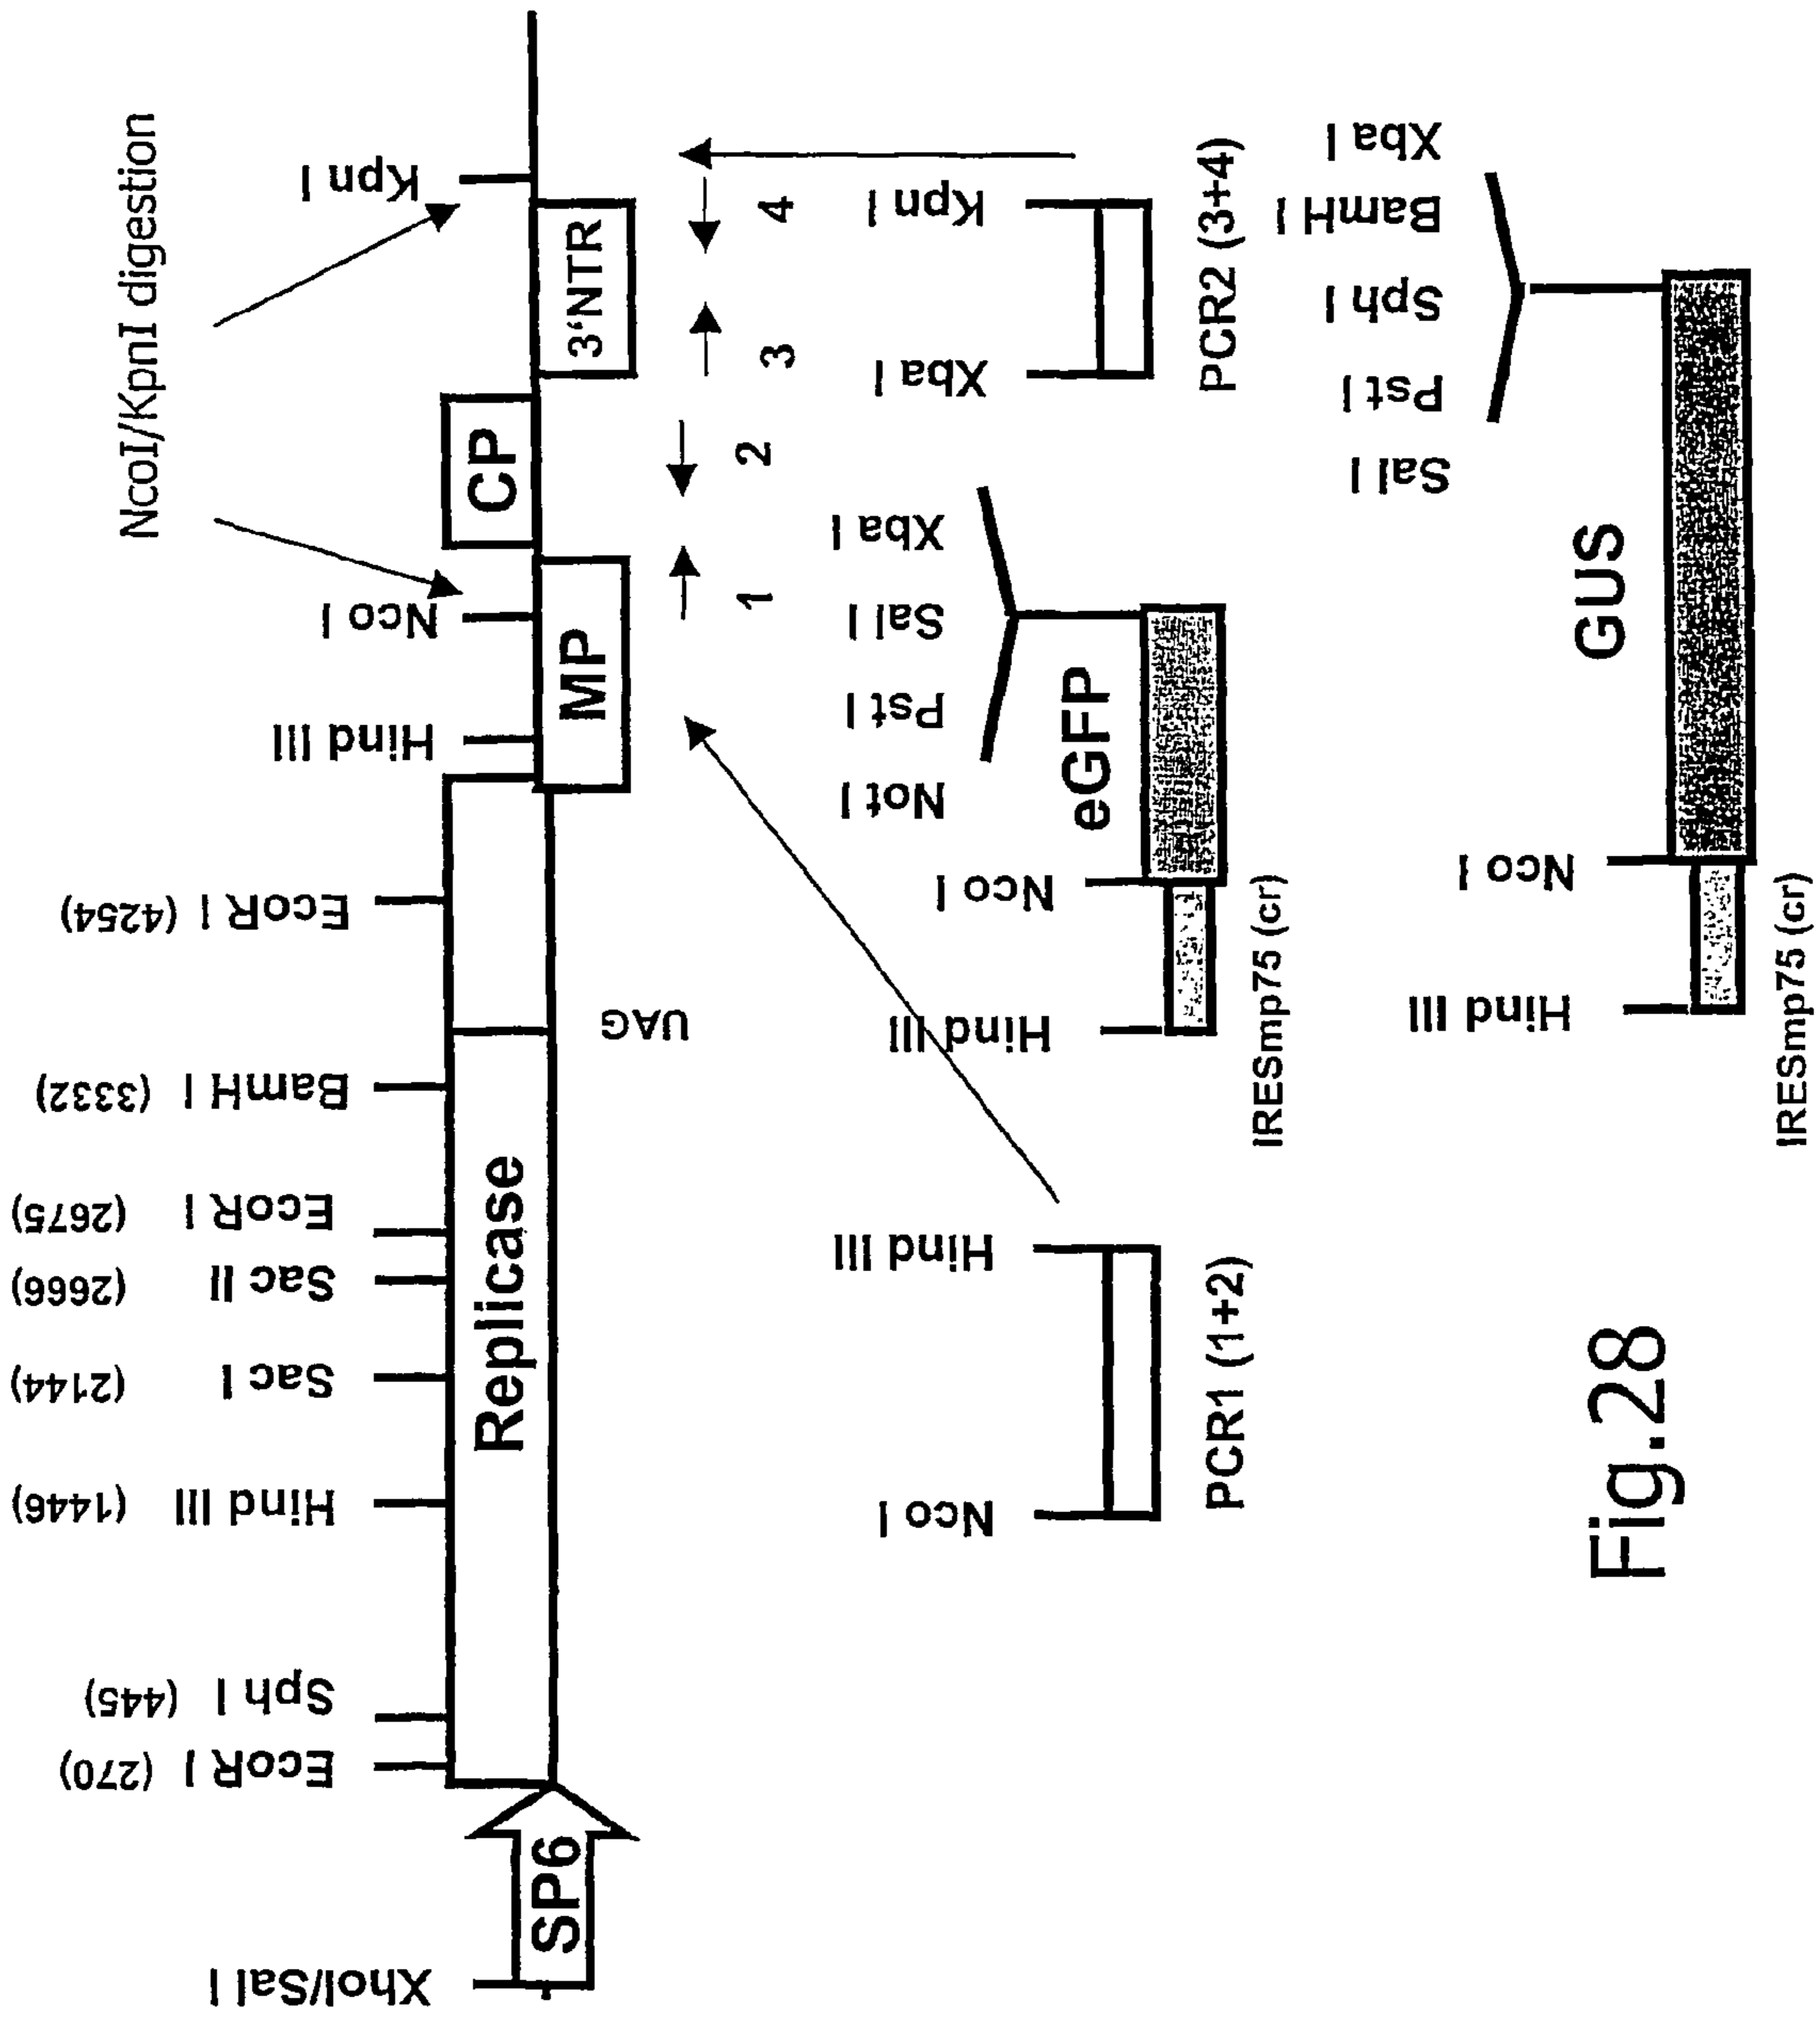 NcoI/KpnI digestion
(270)
(445)
(1446)
(2144)
(2666)
(2675)
(3332)
(4254)
XhoI/Sal I
EcoR I
Sph I
Hind III
Sac I
Sac II
EcoR I
BamH I
EcoR I
Hind III
Nco I
Kpn I
SP6
Replicase
CP
MP
3'NTR
UAG
1
2
3
4
Nco I
Hind III
PCR1 (1+2)
Hind III
Nco I
Not I
Pst I
Sal I
Xba I
eGFP
IRESmp75 (cr)
Xba I
Kpn I
PCR2 (3+4)
Hind III
Nco I
Sal I
Pst I
Sph I
BamH I
Xba I
GUS
IRESmp75 (cr)
Fig.28